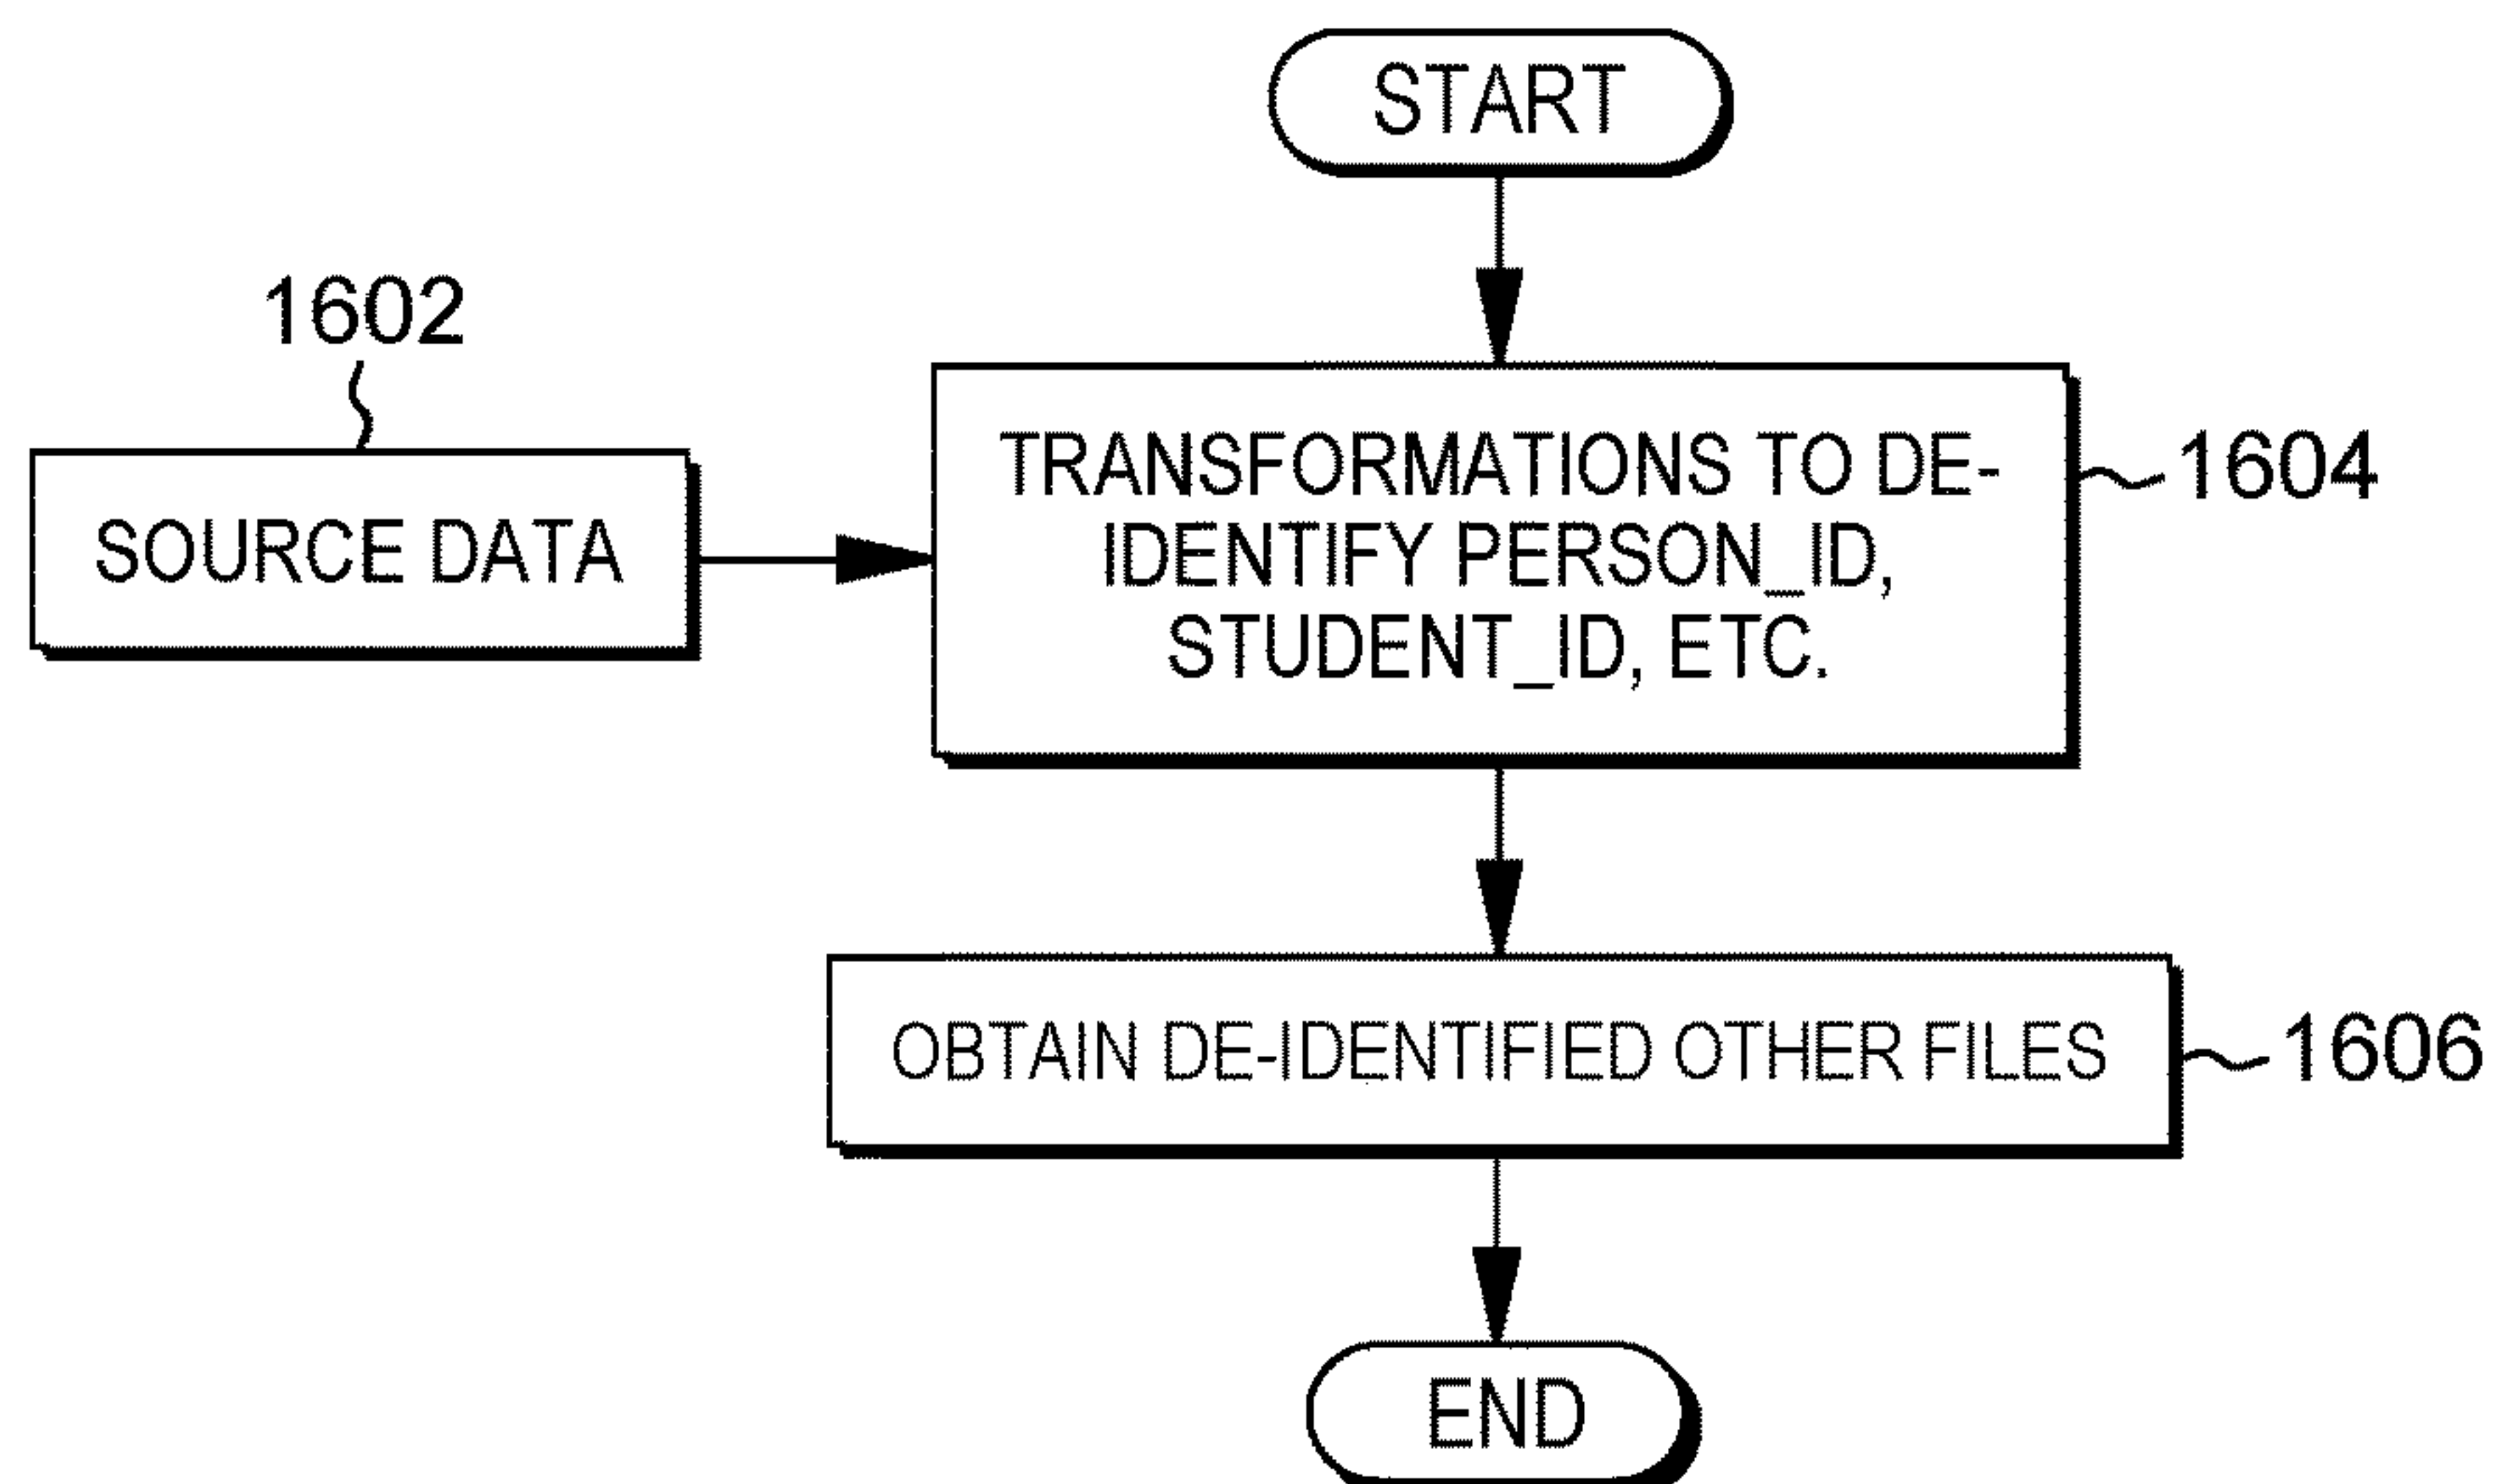 START
1602
SOURCE DATA
TRANSFORMATIONS TO DE-
IDENTIFY PERSON_ID,
STUDENT_ID, ETC.
1604
OBTAIN DE-IDENTIFIED OTHER FILES
1606
END